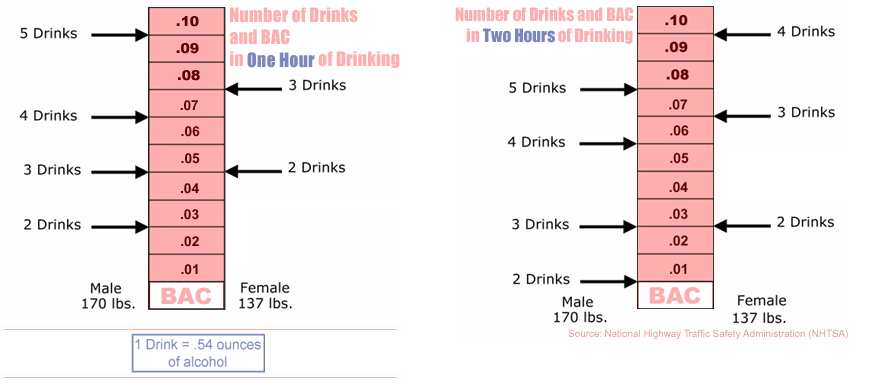 Number of Drinks
and BAC
in One Hour of Drinking
5 Drinks
4 Drinks
3 Drinks
2 Drinks
.10
.09
.08
.07
.06
.05
.04
.03
.02
.01
BAC
3 Drinks
2 Drinks
Male
170 lbs.
Female
137 lbs.
1 Drink = .54 ounces
of alcohol
Number of Drinks and BAC
in Two Hours of Drinking
5 Drinks
4 Drinks
3 Drinks
2 Drinks
.10
.09
.08
.07
.06
.05
.04
.03
.02
.01
BAC
4 Drinks
3 Drinks
2 Drinks
Male
170 lbs.
Female
137 lbs.
Source: National Highway Traffic Safety Administration (NHTSA)